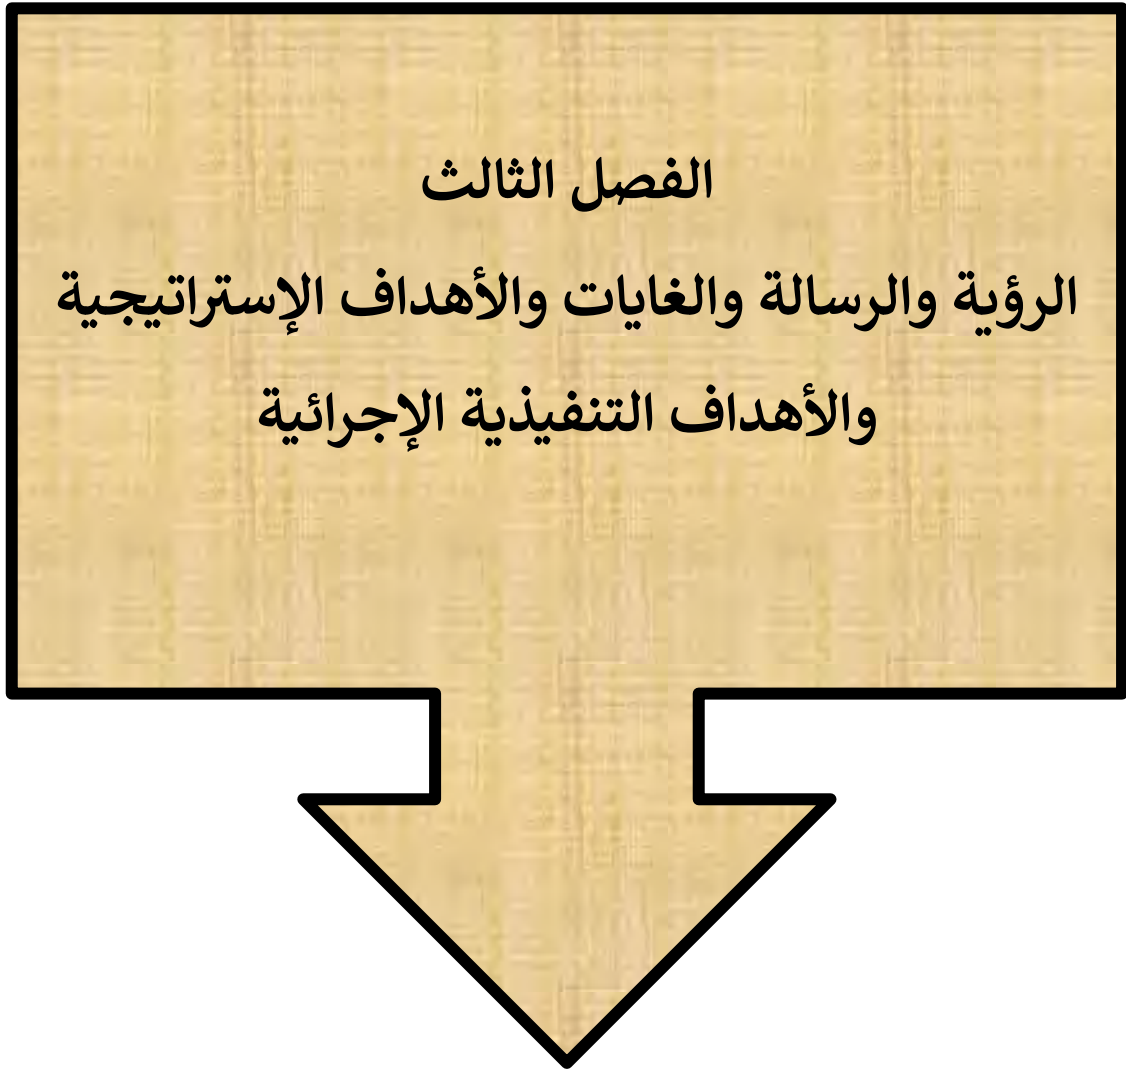 الفصل الثالث
الرؤية والرسالة والغايات والأهداف الإستراتيجية
والأهداف التنفيذية الإجرائية